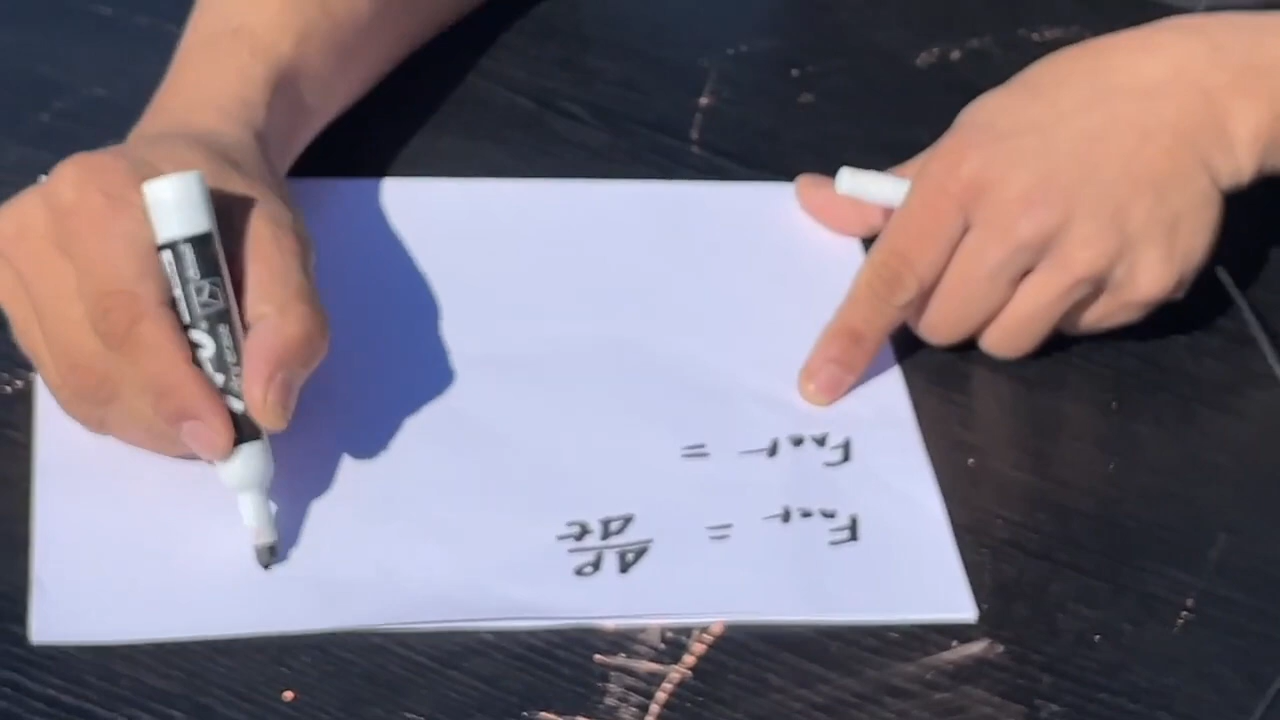 Fnet = Δp/Δt
Fnet =